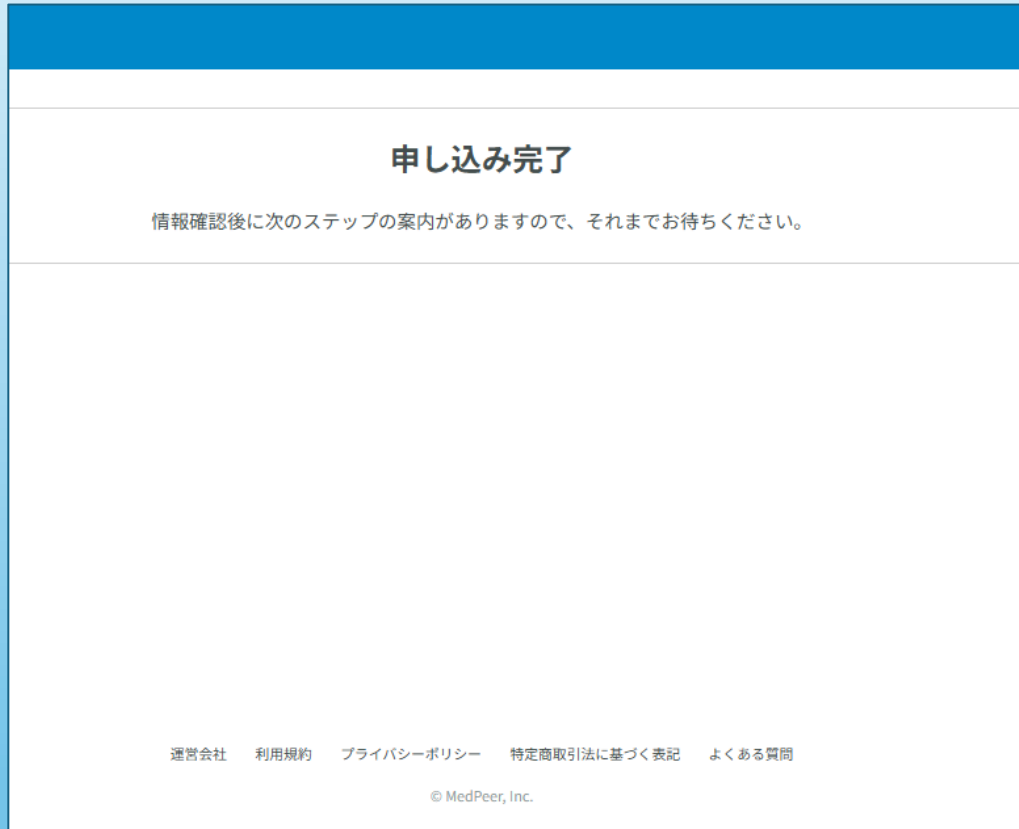 申し込み完了
情報確認後に次のステップの案内がありますので、それまでお待ちください。
運営会社 利用規約 プライバシーポリシー 特定商取引法に基づく表記 よくある質問
© MedPeer, Inc.